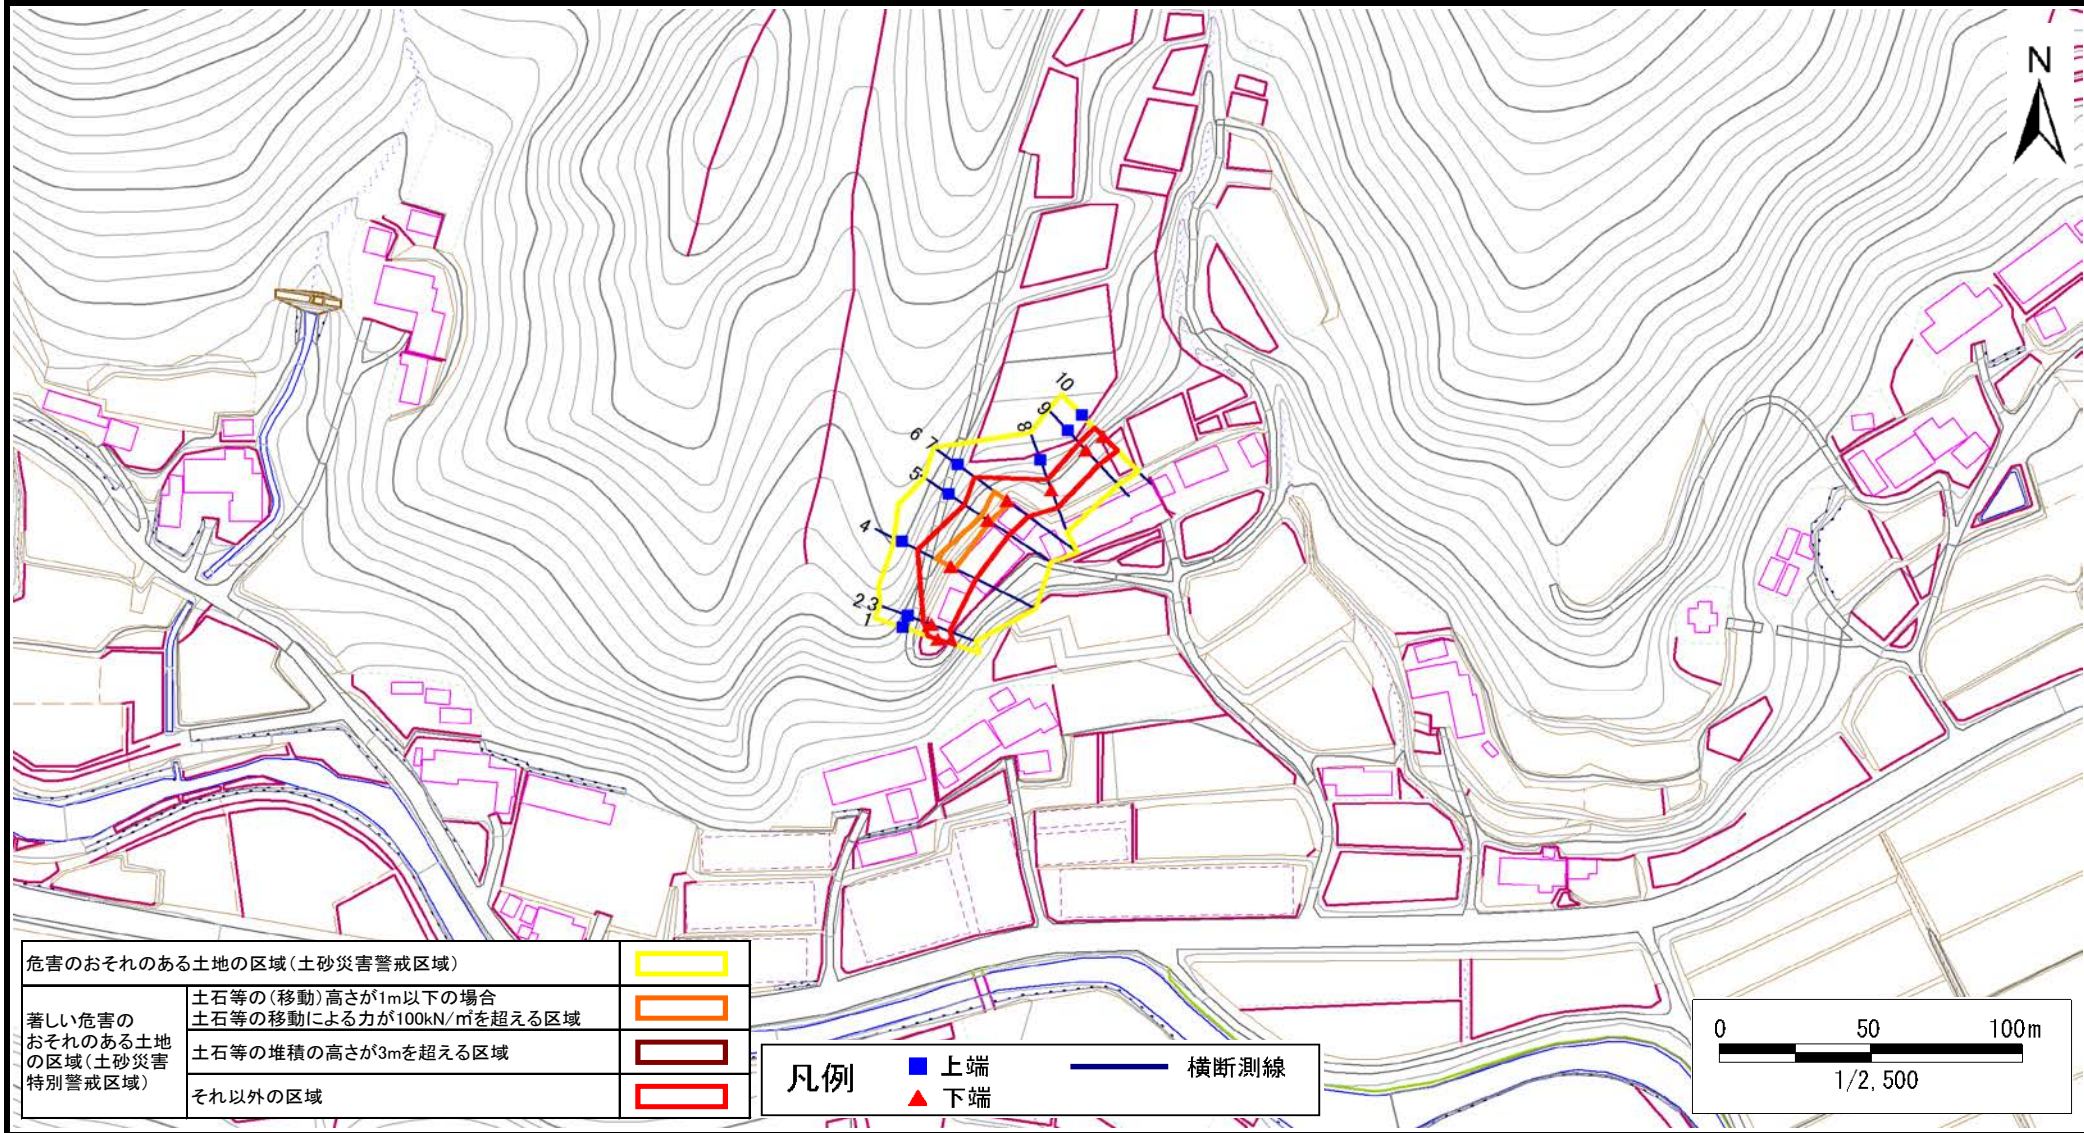 N
10
9
8
6 7
5
4
2 3
1
危害のおそれのある土地の区域(土砂災害警戒区域)
著しい危害の
おそれのある土地
の区域(土砂災害
特別警戒区域)
土石等の(移動)高さが1m以下の場合
土石等の移動による力が100kN/㎡を超える区域
土石等の堆積の高さが3mを超える区域
それ以外の区域
凡例
上端
横断測線
下端
0 50 100m
1/2,500